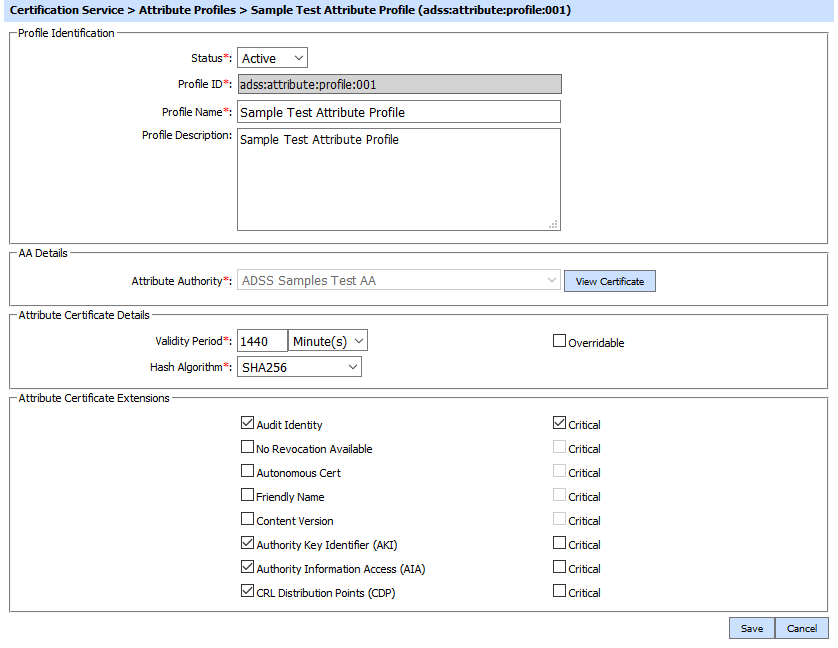 Certification Service > Attribute Profiles > Sample Test Attribute Profile (adss:attribute:profile:001)
Profile Identification
Status*: Active
Profile ID*: adss:attribute:profile:001
Profile Name*: Sample Test Attribute Profile
Profile Description: Sample Test Attribute Profile
AA Details
Attribute Authority*: ADSS Samples Test AA View Certificate
Attribute Certificate Details
Validity Period*: 1440 Minute(s) Overridable
Hash Algorithm*: SHA256
Attribute Certificate Extensions
Audit Identity Critical
No Revocation Available Critical
Autonomous Cert Critical
Friendly Name Critical
Content Version Critical
Authority Key Identifier (AKI) Critical
Authority Information Access (AIA) Critical
CRL Distribution Points (CDP) Critical
Save Cancel